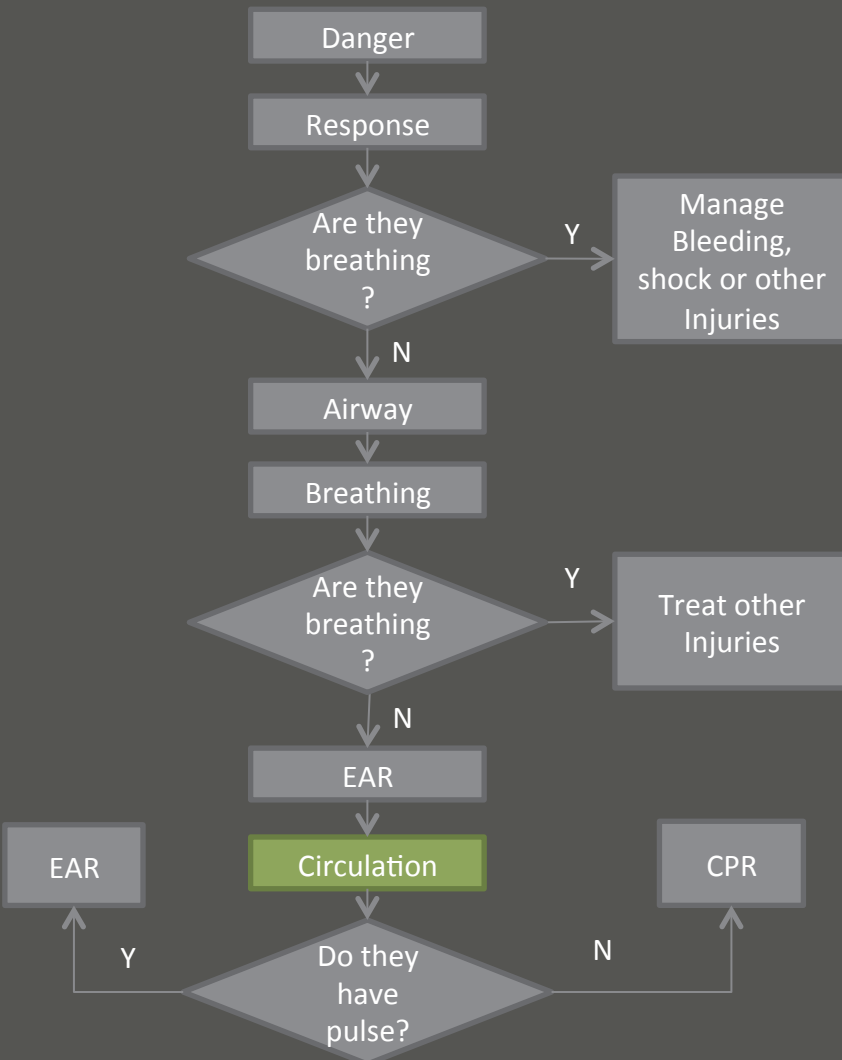 Danger
Response
Are they
breathing
?
Y
Manage
Bleeding,
shock or other
Injuries
N
Airway
Breathing
Are they
breathing
?
Y
Treat other
Injuries
N
EAR
Circulation
EAR
CPR
Y
Do they
have
pulse?
N